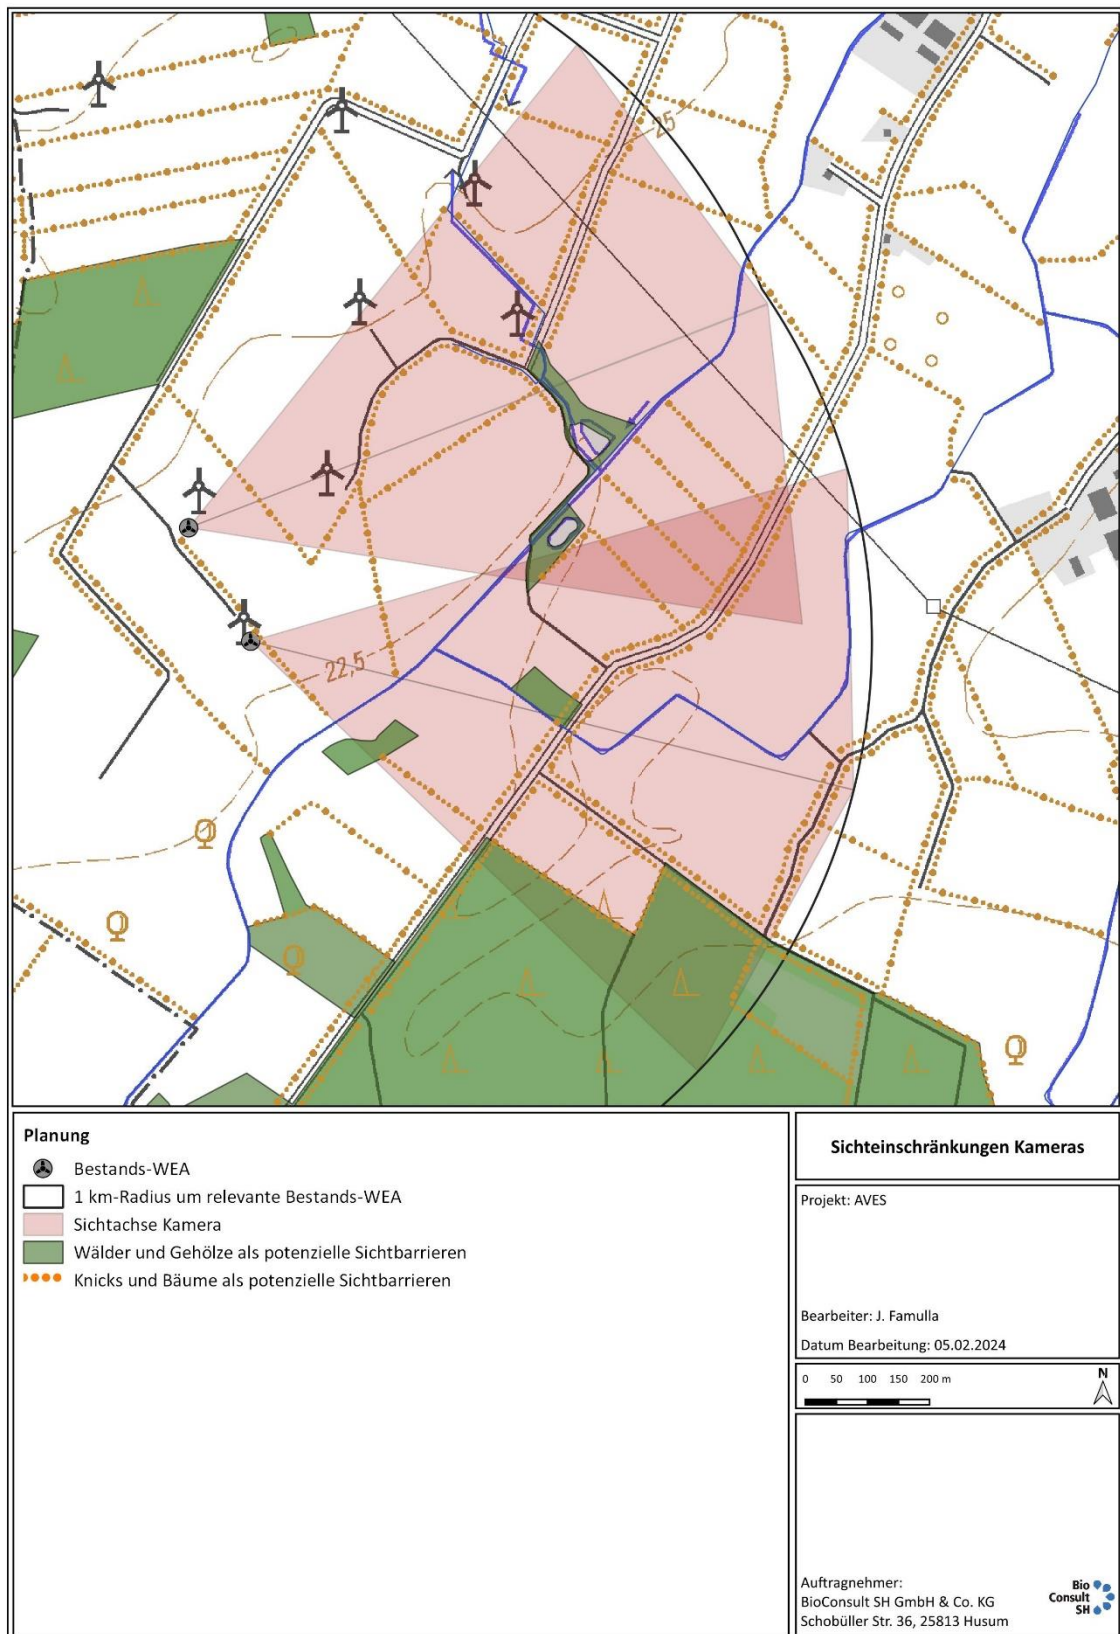 25
22,5
Planung
Bestands-WEA
1 km-Radius um relevante Bestands-WEA
Sichtachse Kamera
Wälder und Gehölze als potenzielle Sichtbarrieren
Knicks und Bäume als potenzielle Sichtbarrieren
Sichteinschränkungen Kameras
Projekt: AVES
Bearbeiter: J. Famulla
Datum Bearbeitung: 05.02.2024
0 50 100 150 200 m
N
Auftragnehmer:
BioConsult SH GmbH & Co. KG
Schobüller Str. 36, 25813 Husum
Bio
Consult
SH